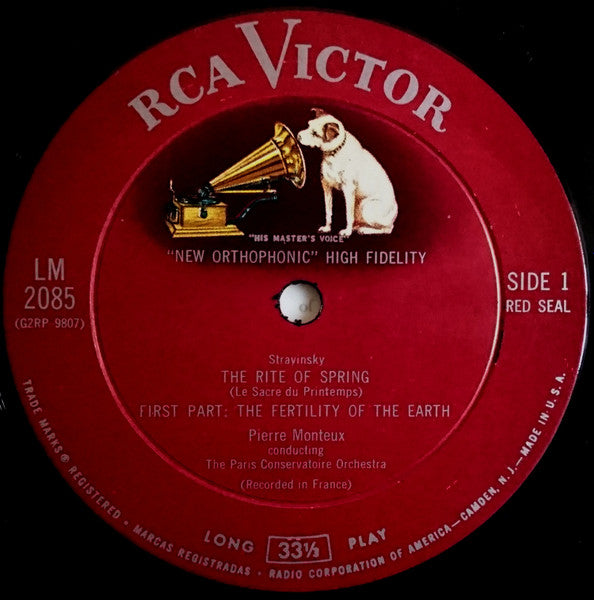 RCA VICTOR
"HIS MASTER'S VOICE"
"NEW ORTHOPHONIC" HIGH FIDELITY
LM
2085
(G2RP-9807)
SIDE 1
RED SEAL
Stravinsky
THE RITE OF SPRING
(Le Sacre du Printemps)
FIRST PART: THE FERTILITY OF THE EARTH
Pierre Monteux
conducting
The Paris Conservatoire Orchestra
(Recorded in France)
LONG 33⅓ PLAY
TRADE MARKS ® REGISTERED • MARCAS REGISTRADAS • RADIO CORPORATION OF AMERICA—CAMDEN, N.J.—MADE IN U.S.A.